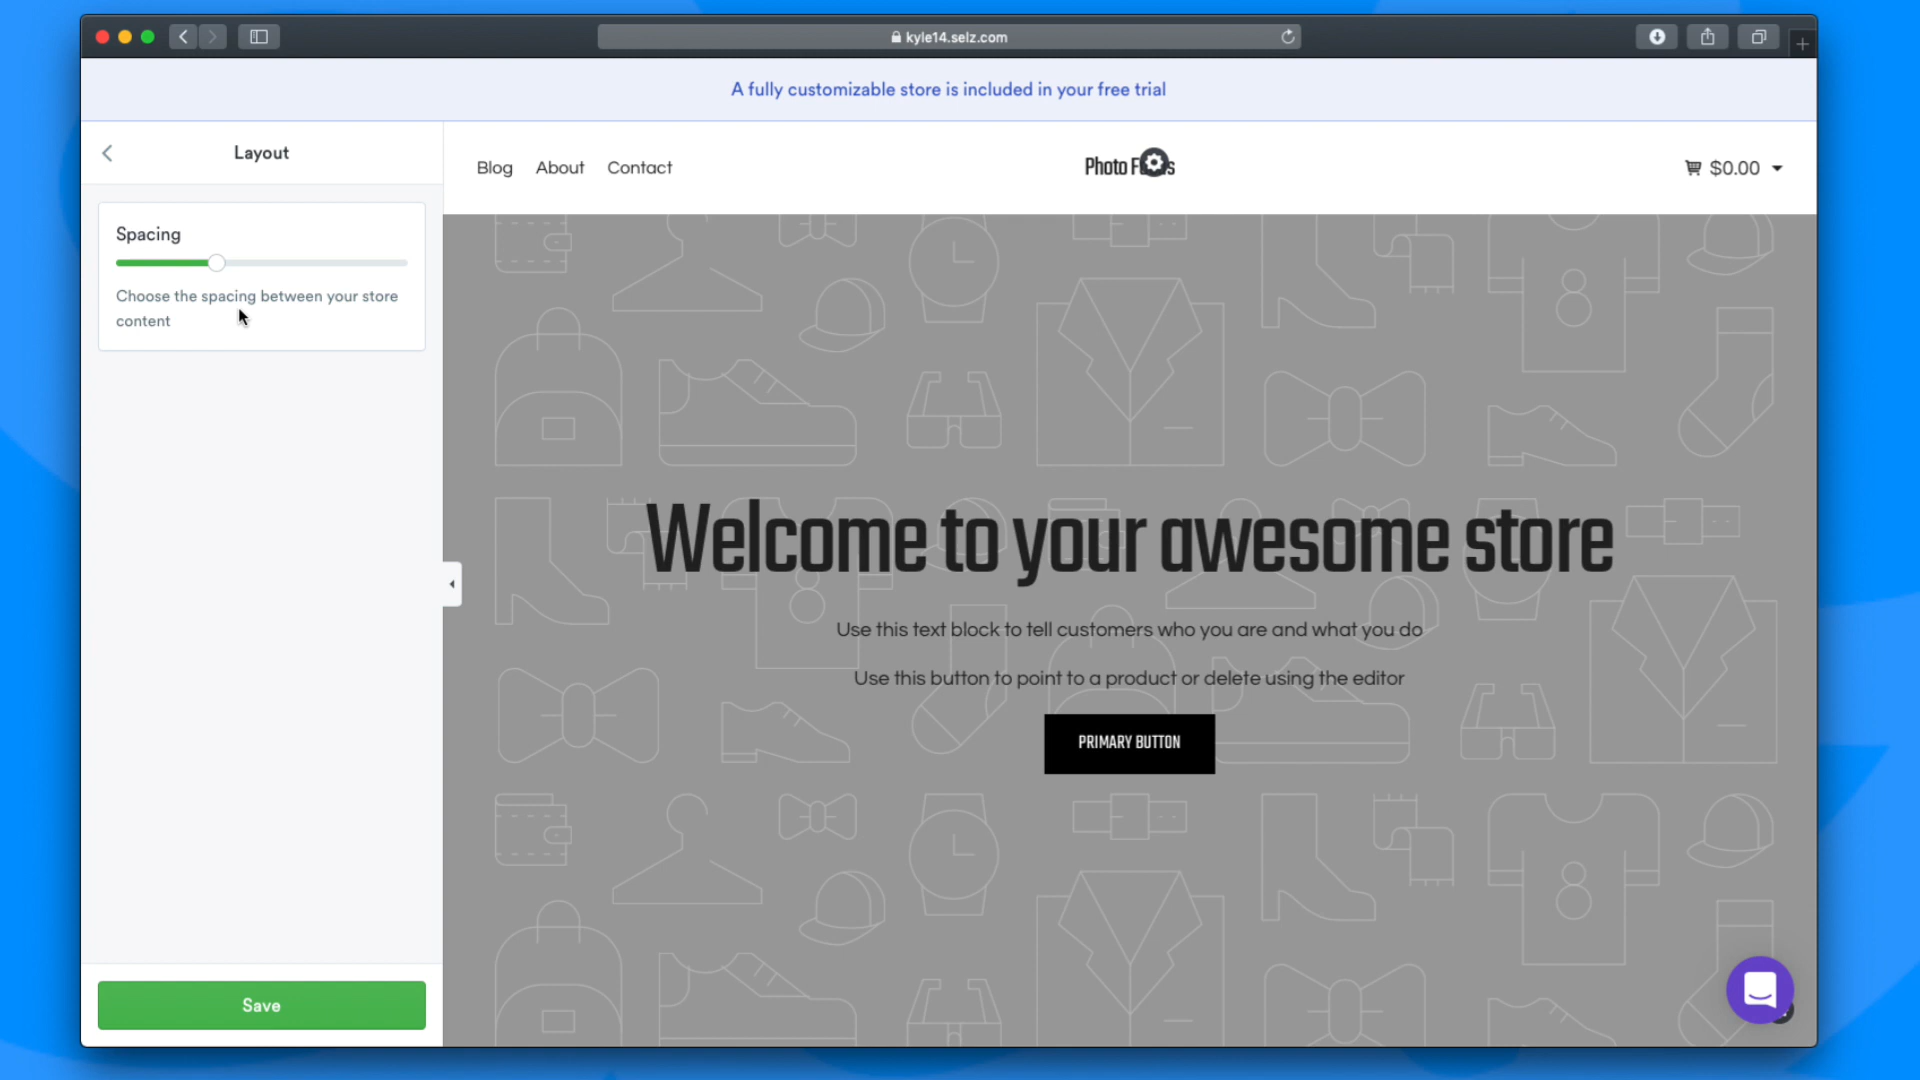 kyle14.selz.com
A fully customizable store is included in your free trial
Layout
Spacing
Choose the spacing between your store
content
Save
Blog About Contact
Photo
$0.00
Welcome to your awesome store
Use this text block to tell customers who you are and what you do
Use this button to point to a product or delete using the editor
PRIMARY BUTTON